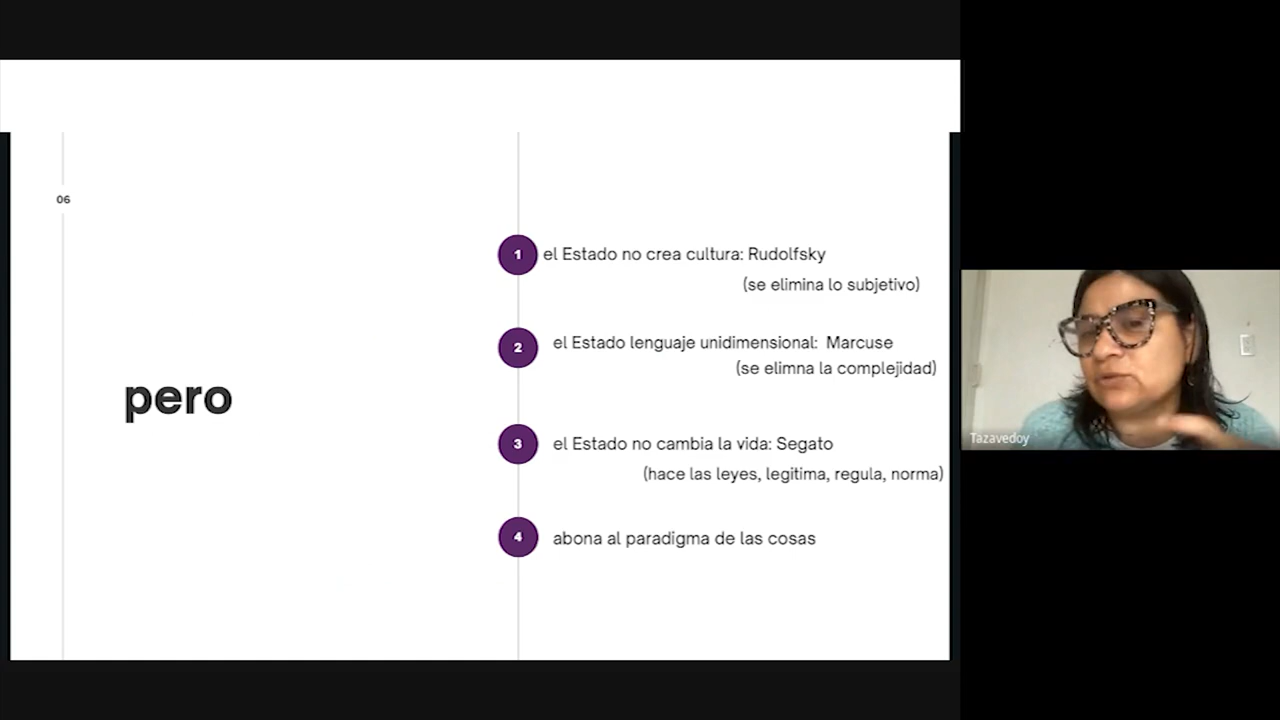 06
pero
1 el Estado no crea cultura: Rudolfsky
(se elimina lo subjetivo)
2 el Estado lenguaje unidimensional: Marcuse
(se elimna la complejidad)
3 el Estado no cambia la vida: Segato
(hace las leyes, legitima, regula, norma)
4 abona al paradigma de las cosas
Tazavedoy